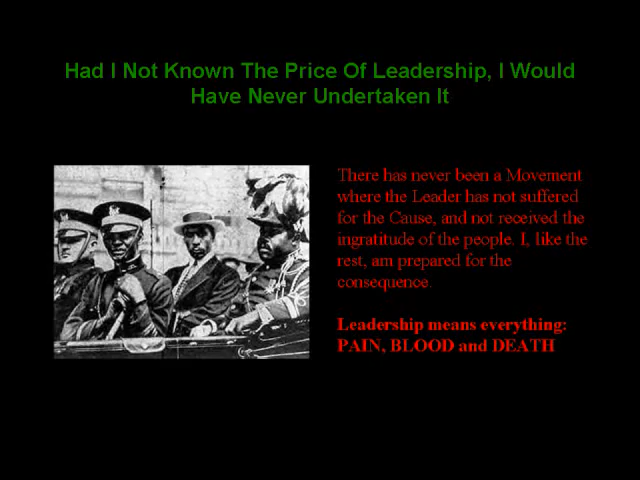 Had I Not Known The Price Of Leadership, I Would
Have Never Undertaken It
There has never been a Movement
where the Leader has not suffered
for the Cause, and not received the
ingratitude of the people. I, like the
rest, am prepared for the
consequence.
Leadership means everything:
PAIN, BLOOD and DEATH